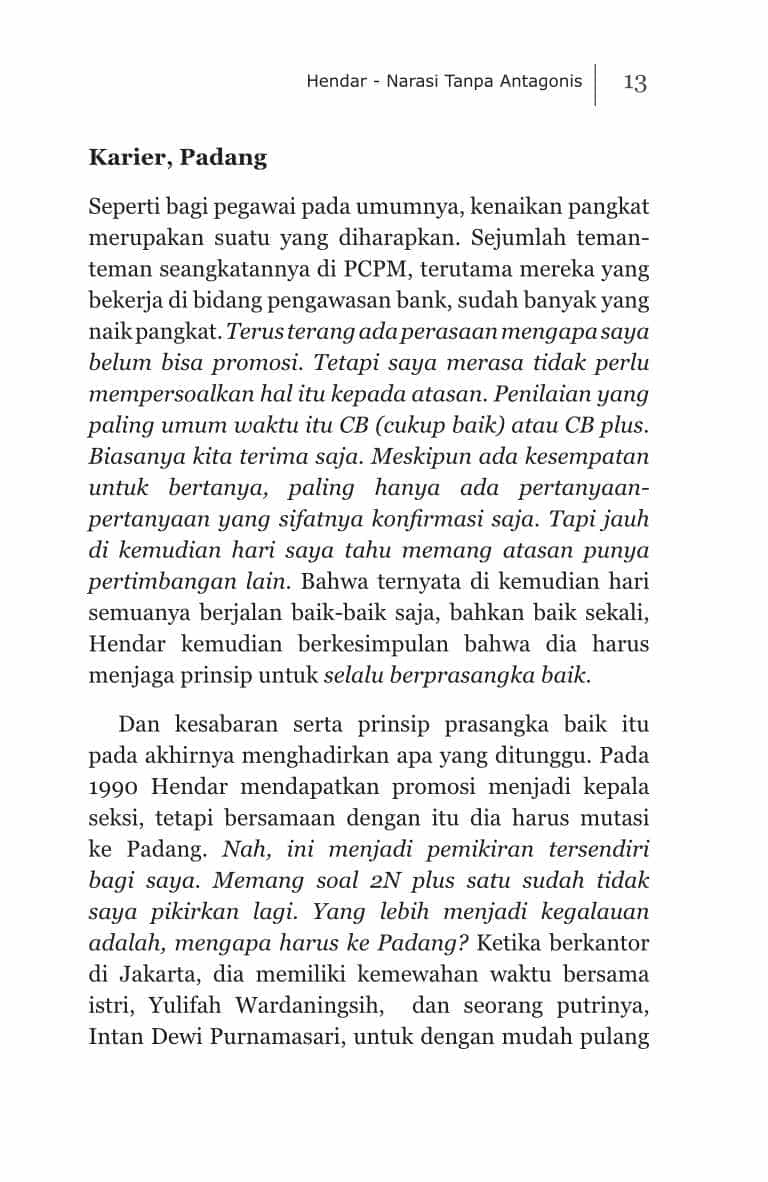 Hendar - Narasi Tanpa Antagonis 13
Karier, Padang
Seperti bagi pegawai pada umumnya, kenaikan pangkat
merupakan suatu yang diharapkan. Sejumlah teman-
teman seangkatannya di PCPM, terutama mereka yang
bekerja di bidang pengawasan bank, sudah banyak yang
naik pangkat. Terus terang ada perasaan mengapa saya
belum bisa promosi. Tetapi saya merasa tidak perlu
mempersoalkan hal itu kepada atasan. Penilaian yang
paling umum waktu itu CB (cukup baik) atau CB plus.
Biasanya kita terima saja. Meskipun ada kesempatan
untuk bertanya, paling hanya ada pertanyaan-
pertanyaan yang sifatnya konfirmasi saja. Tapi jauh
di kemudian hari saya tahu memang atasan punya
pertimbangan lain. Bahwa ternyata di kemudian hari
semuanya berjalan baik-baik saja, bahkan baik sekali,
Hendar kemudian berkesimpulan bahwa dia harus
menjaga prinsip untuk selalu berprasangka baik.
Dan kesabaran serta prinsip prasangka baik itu
pada akhirnya menghadirkan apa yang ditunggu. Pada
1990 Hendar mendapatkan promosi menjadi kepala
seksi, tetapi bersamaan dengan itu dia harus mutasi
ke Padang. Nah, ini menjadi pemikiran tersendiri
bagi saya. Memang soal 2N plus satu sudah tidak
saya pikirkan lagi. Yang lebih menjadi kegalauan
adalah, mengapa harus ke Padang? Ketika berkantor
di Jakarta, dia memiliki kemewahan waktu bersama
istri, Yulifah Wardaningsih, dan seorang putrinya,
Intan Dewi Purnamasari, untuk dengan mudah pulang